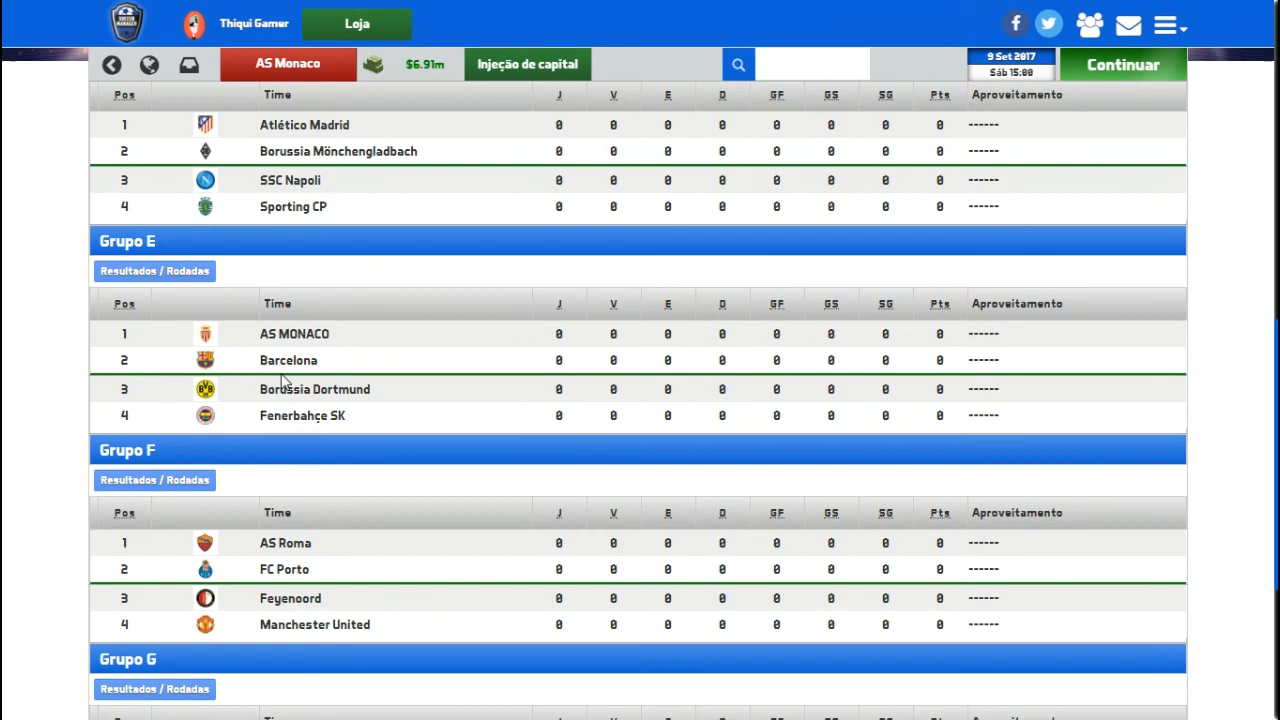 SOCCER MANAGER Thiqui Gamer Loja
AS Monaco $6.91m Injeção de capital 9 Set 2017 Sáb 15:00 Continuar
Pos Time J V E D GF GS SG Pts Aproveitamento
1 Atlético Madrid 0 0 0 0 0 0 0 0 ------
2 Borussia Mönchengladbach 0 0 0 0 0 0 0 0 ------
3 SSC Napoli 0 0 0 0 0 0 0 0 ------
4 Sporting CP 0 0 0 0 0 0 0 0 ------
Grupo E
Resultados / Rodadas
Pos Time J V E D GF GS SG Pts Aproveitamento
1 AS MONACO 0 0 0 0 0 0 0 0 ------
2 Barcelona 0 0 0 0 0 0 0 0 ------
3 Borussia Dortmund 0 0 0 0 0 0 0 0 ------
4 Fenerbahçe SK 0 0 0 0 0 0 0 0 ------
Grupo F
Resultados / Rodadas
Pos Time J V E D GF GS SG Pts Aproveitamento
1 AS Roma 0 0 0 0 0 0 0 0 ------
2 FC Porto 0 0 0 0 0 0 0 0 ------
3 Feyenoord 0 0 0 0 0 0 0 0 ------
4 Manchester United 0 0 0 0 0 0 0 0 ------
Grupo G
Resultados / Rodadas